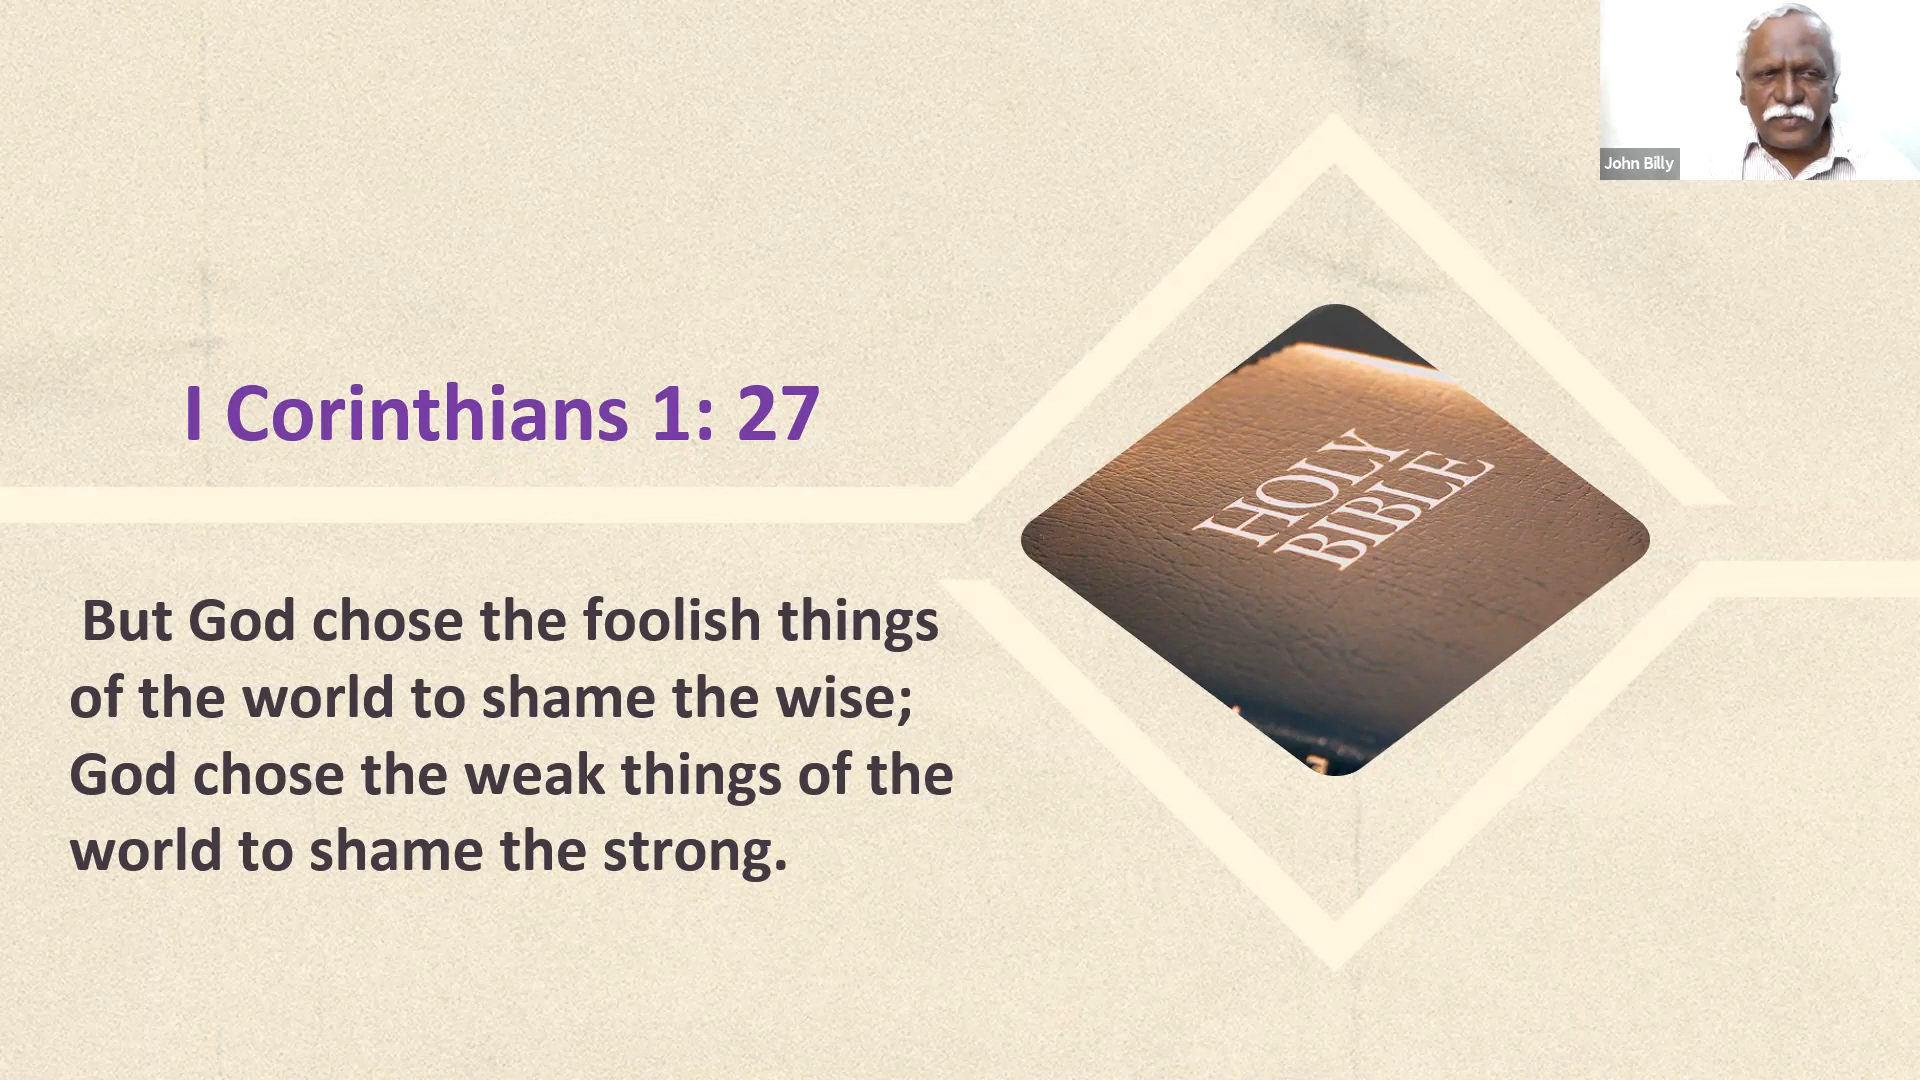 John Billy
I Corinthians 1: 27
HOLY
BIBLE
But God chose the foolish things
of the world to shame the wise;
God chose the weak things of the
world to shame the strong.